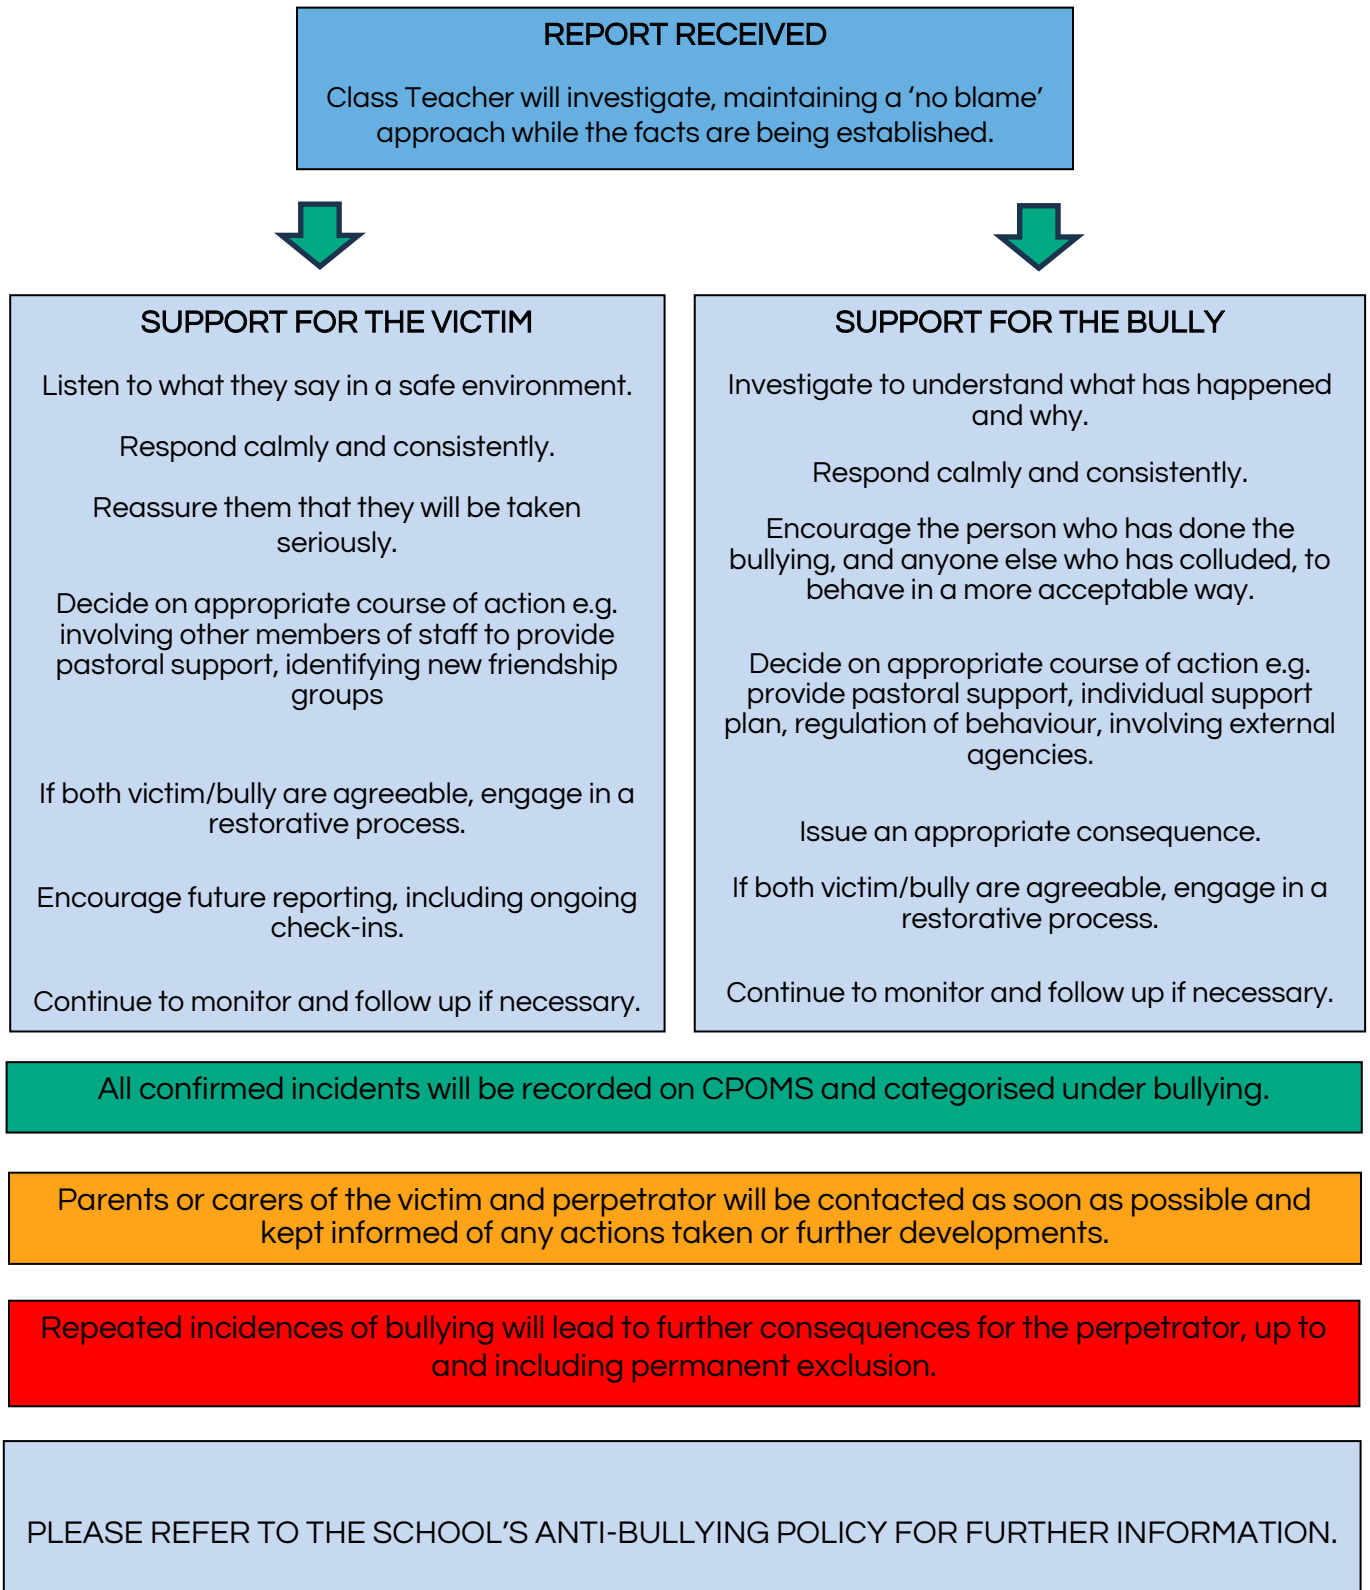 REPORT RECEIVED
Class Teacher will investigate, maintaining a ‘no blame’
approach while the facts are being established.
SUPPORT FOR THE VICTIM
Listen to what they say in a safe environment.
Respond calmly and consistently.
Reassure them that they will be taken
seriously.
Decide on appropriate course of action e.g.
involving other members of staff to provide
pastoral support, identifying new friendship
groups
If both victim/bully are agreeable, engage in a
restorative process.
Encourage future reporting, including ongoing
check-ins.
Continue to monitor and follow up if necessary.
SUPPORT FOR THE BULLY
Investigate to understand what has happened
and why.
Respond calmly and consistently.
Encourage the person who has done the
bullying, and anyone else who has colluded, to
behave in a more acceptable way.
Decide on appropriate course of action e.g.
provide pastoral support, individual support
plan, regulation of behaviour, involving external
agencies.
Issue an appropriate consequence.
If both victim/bully are agreeable, engage in a
restorative process.
Continue to monitor and follow up if necessary.
All confirmed incidents will be recorded on CPOMS and categorised under bullying.
Parents or carers of the victim and perpetrator will be contacted as soon as possible and
kept informed of any actions taken or further developments.
Repeated incidences of bullying will lead to further consequences for the perpetrator, up to
and including permanent exclusion.
PLEASE REFER TO THE SCHOOL’S ANTI-BULLYING POLICY FOR FURTHER INFORMATION.